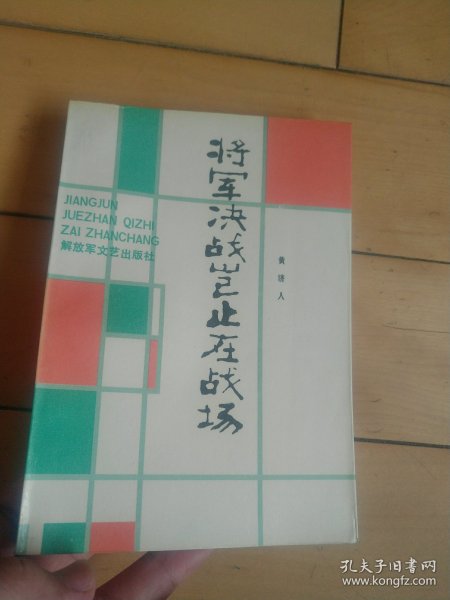 将军决战岂止在战场
黄济人
JIANGJUN
JUEZHAN QIZHI
ZAI ZHANCHANG
解放军文艺出版社
孔夫子旧书网
www.kongfz.com